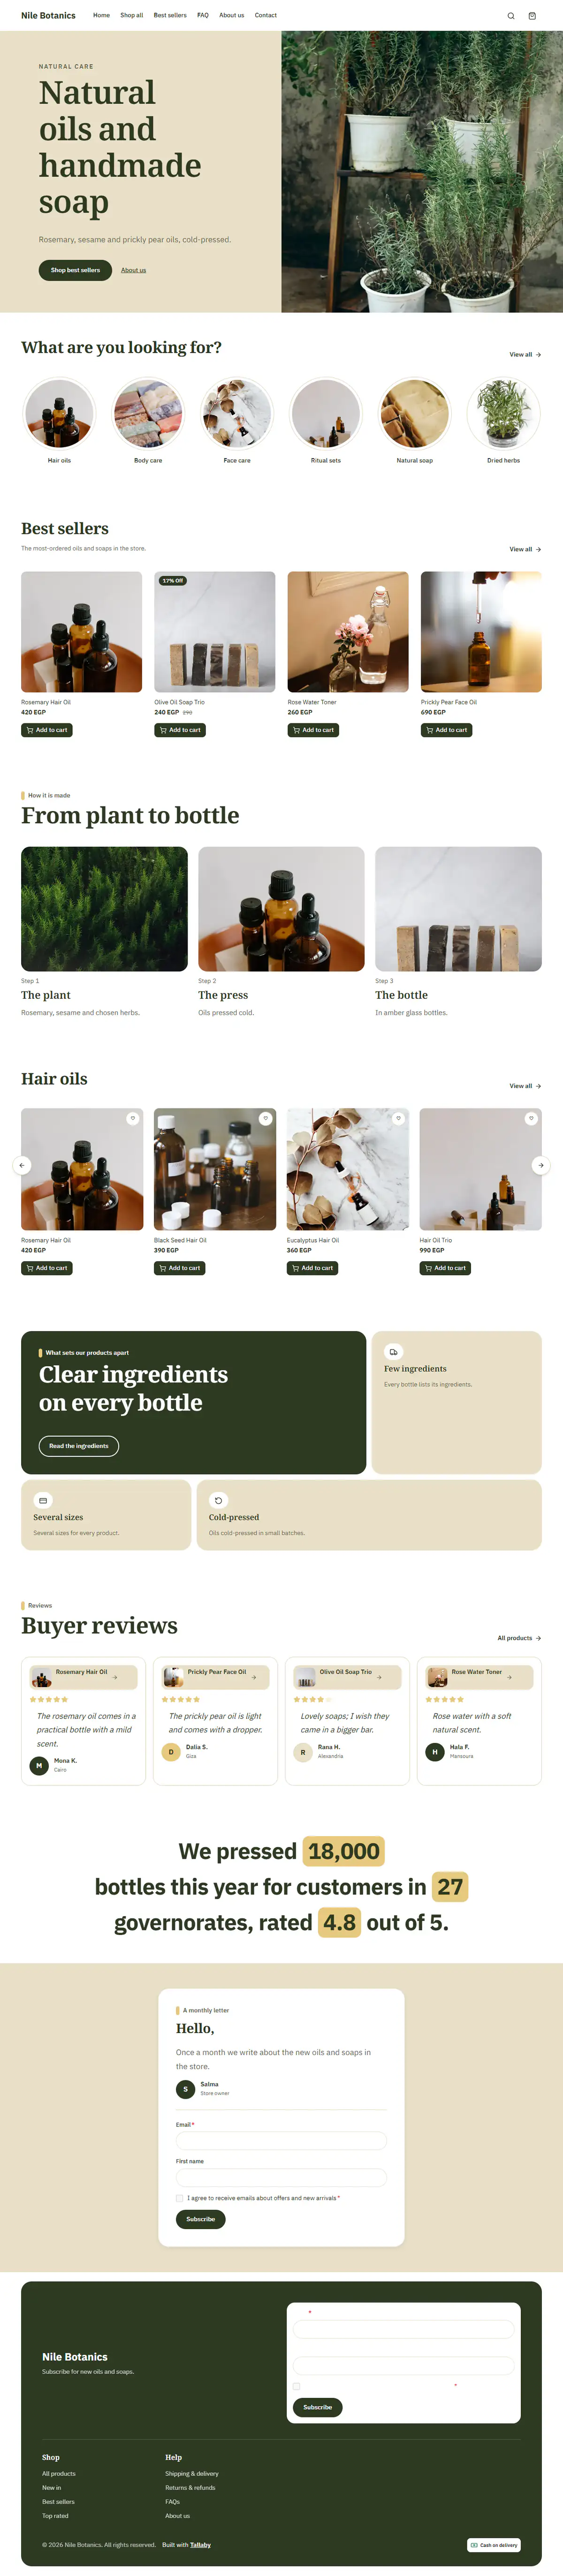 Nile Botanics
Home
Shop all
Best sellers
FAQ
About us
Contact
NATURAL CARE
Natural
oils and
handmade
soap
Rosemary, sesame and prickly pear oils, cold-pressed.
Shop best sellers
About us
What are you looking for?
View all
Hair oils
Body care
Face care
Ritual sets
Natural soap
Dried herbs
Best sellers
The most-ordered oils and soaps in the store.
View all
17% Off
Rosemary Hair Oil
420 EGP
Add to cart
Olive Oil Soap Trio
240 EGP 290
Add to cart
Rose Water Toner
260 EGP
Add to cart
Prickly Pear Face Oil
690 EGP
Add to cart
How it is made
From plant to bottle
Step 1
The plant
Rosemary, sesame and chosen herbs.
Step 2
The press
Oils pressed cold.
Step 3
The bottle
In amber glass bottles.
Hair oils
View all
Rosemary Hair Oil
420 EGP
Add to cart
Black Seed Hair Oil
390 EGP
Add to cart
Eucalyptus Hair Oil
360 EGP
Add to cart
Hair Oil Trio
990 EGP
Add to cart
What sets our products apart
Clear ingredients
on every bottle
Read the ingredients
Few ingredients
Every bottle lists its ingredients.
Several sizes
Several sizes for every product.
Cold-pressed
Oils cold-pressed in small batches.
Reviews
Buyer reviews
All products
Rosemary Hair Oil
The rosemary oil comes in a
practical bottle with a mild
scent.
M
Mona K.
Cairo
Prickly Pear Face Oil
The prickly pear oil is light
and comes with a dropper.
D
Dalia S.
Giza
Olive Oil Soap Trio
Lovely soaps; I wish they
came in a bigger bar.
R
Rana H.
Alexandria
Rose Water Toner
Rose water with a soft
natural scent.
H
Hala F.
Mansoura
We pressed 18,000
bottles this year for customers in 27
governorates, rated 4.8 out of 5.
A monthly letter
Hello,
Once a month we write about the new oils and soaps in
the store.
S
Salma
Store owner
Email *
First name
I agree to receive emails about offers and new arrivals *
Subscribe
Nile Botanics
Subscribe for new oils and soaps.
*
*
Subscribe
Shop
All products
New in
Best sellers
Top rated
Help
Shipping & delivery
Returns & refunds
FAQs
About us
© 2026 Nile Botanics. All rights reserved. Built with Tallaby
Cash on delivery